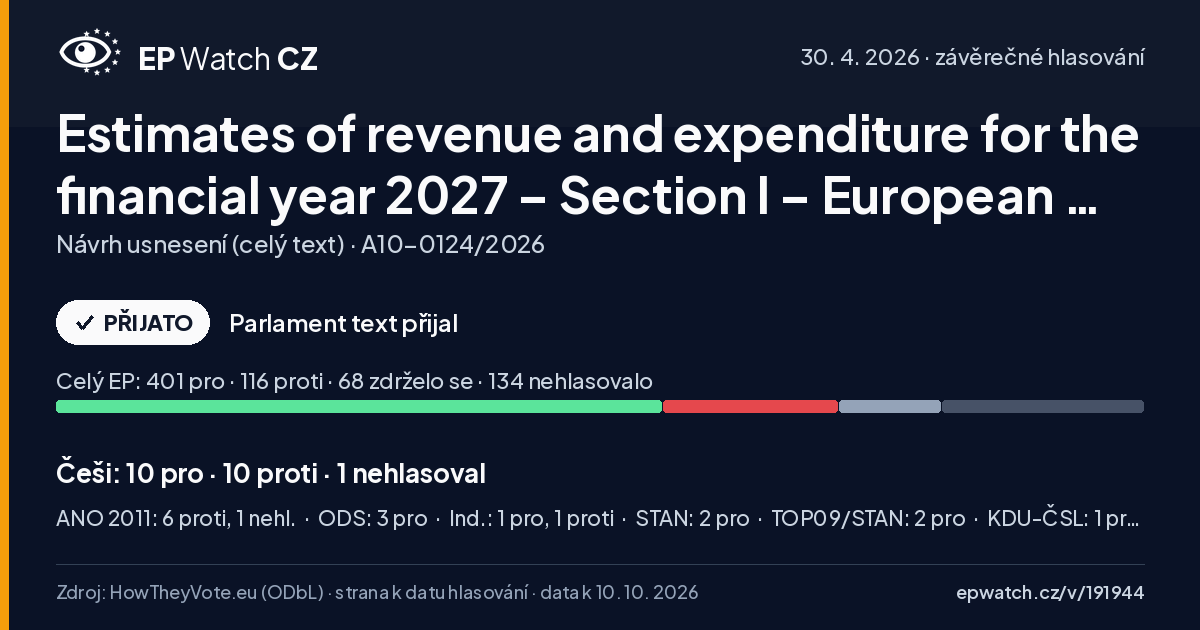 EP Watch CZ
30. 4. 2026 · závěrečné hlasování
Estimates of revenue and expenditure for the
financial year 2027 – Section I – European …
Návrh usnesení (celý text) · A10-0124/2026
✓ PŘIJATO Parlament text přijal
Celý EP: 401 pro · 116 proti · 68 zdrželo se · 134 nehlasovalo
Češi: 10 pro · 10 proti · 1 nehlasoval
ANO 2011: 6 proti, 1 nehl. · ODS: 3 pro · Ind.: 1 pro, 1 proti · STAN: 2 pro · TOP09/STAN: 2 pro · KDU-ČSL: 1 pr…
Zdroj: HowTheyVote.eu (ODbL) · strana k datu hlasování · data k 10. 10. 2026
epwatch.cz/v/191944